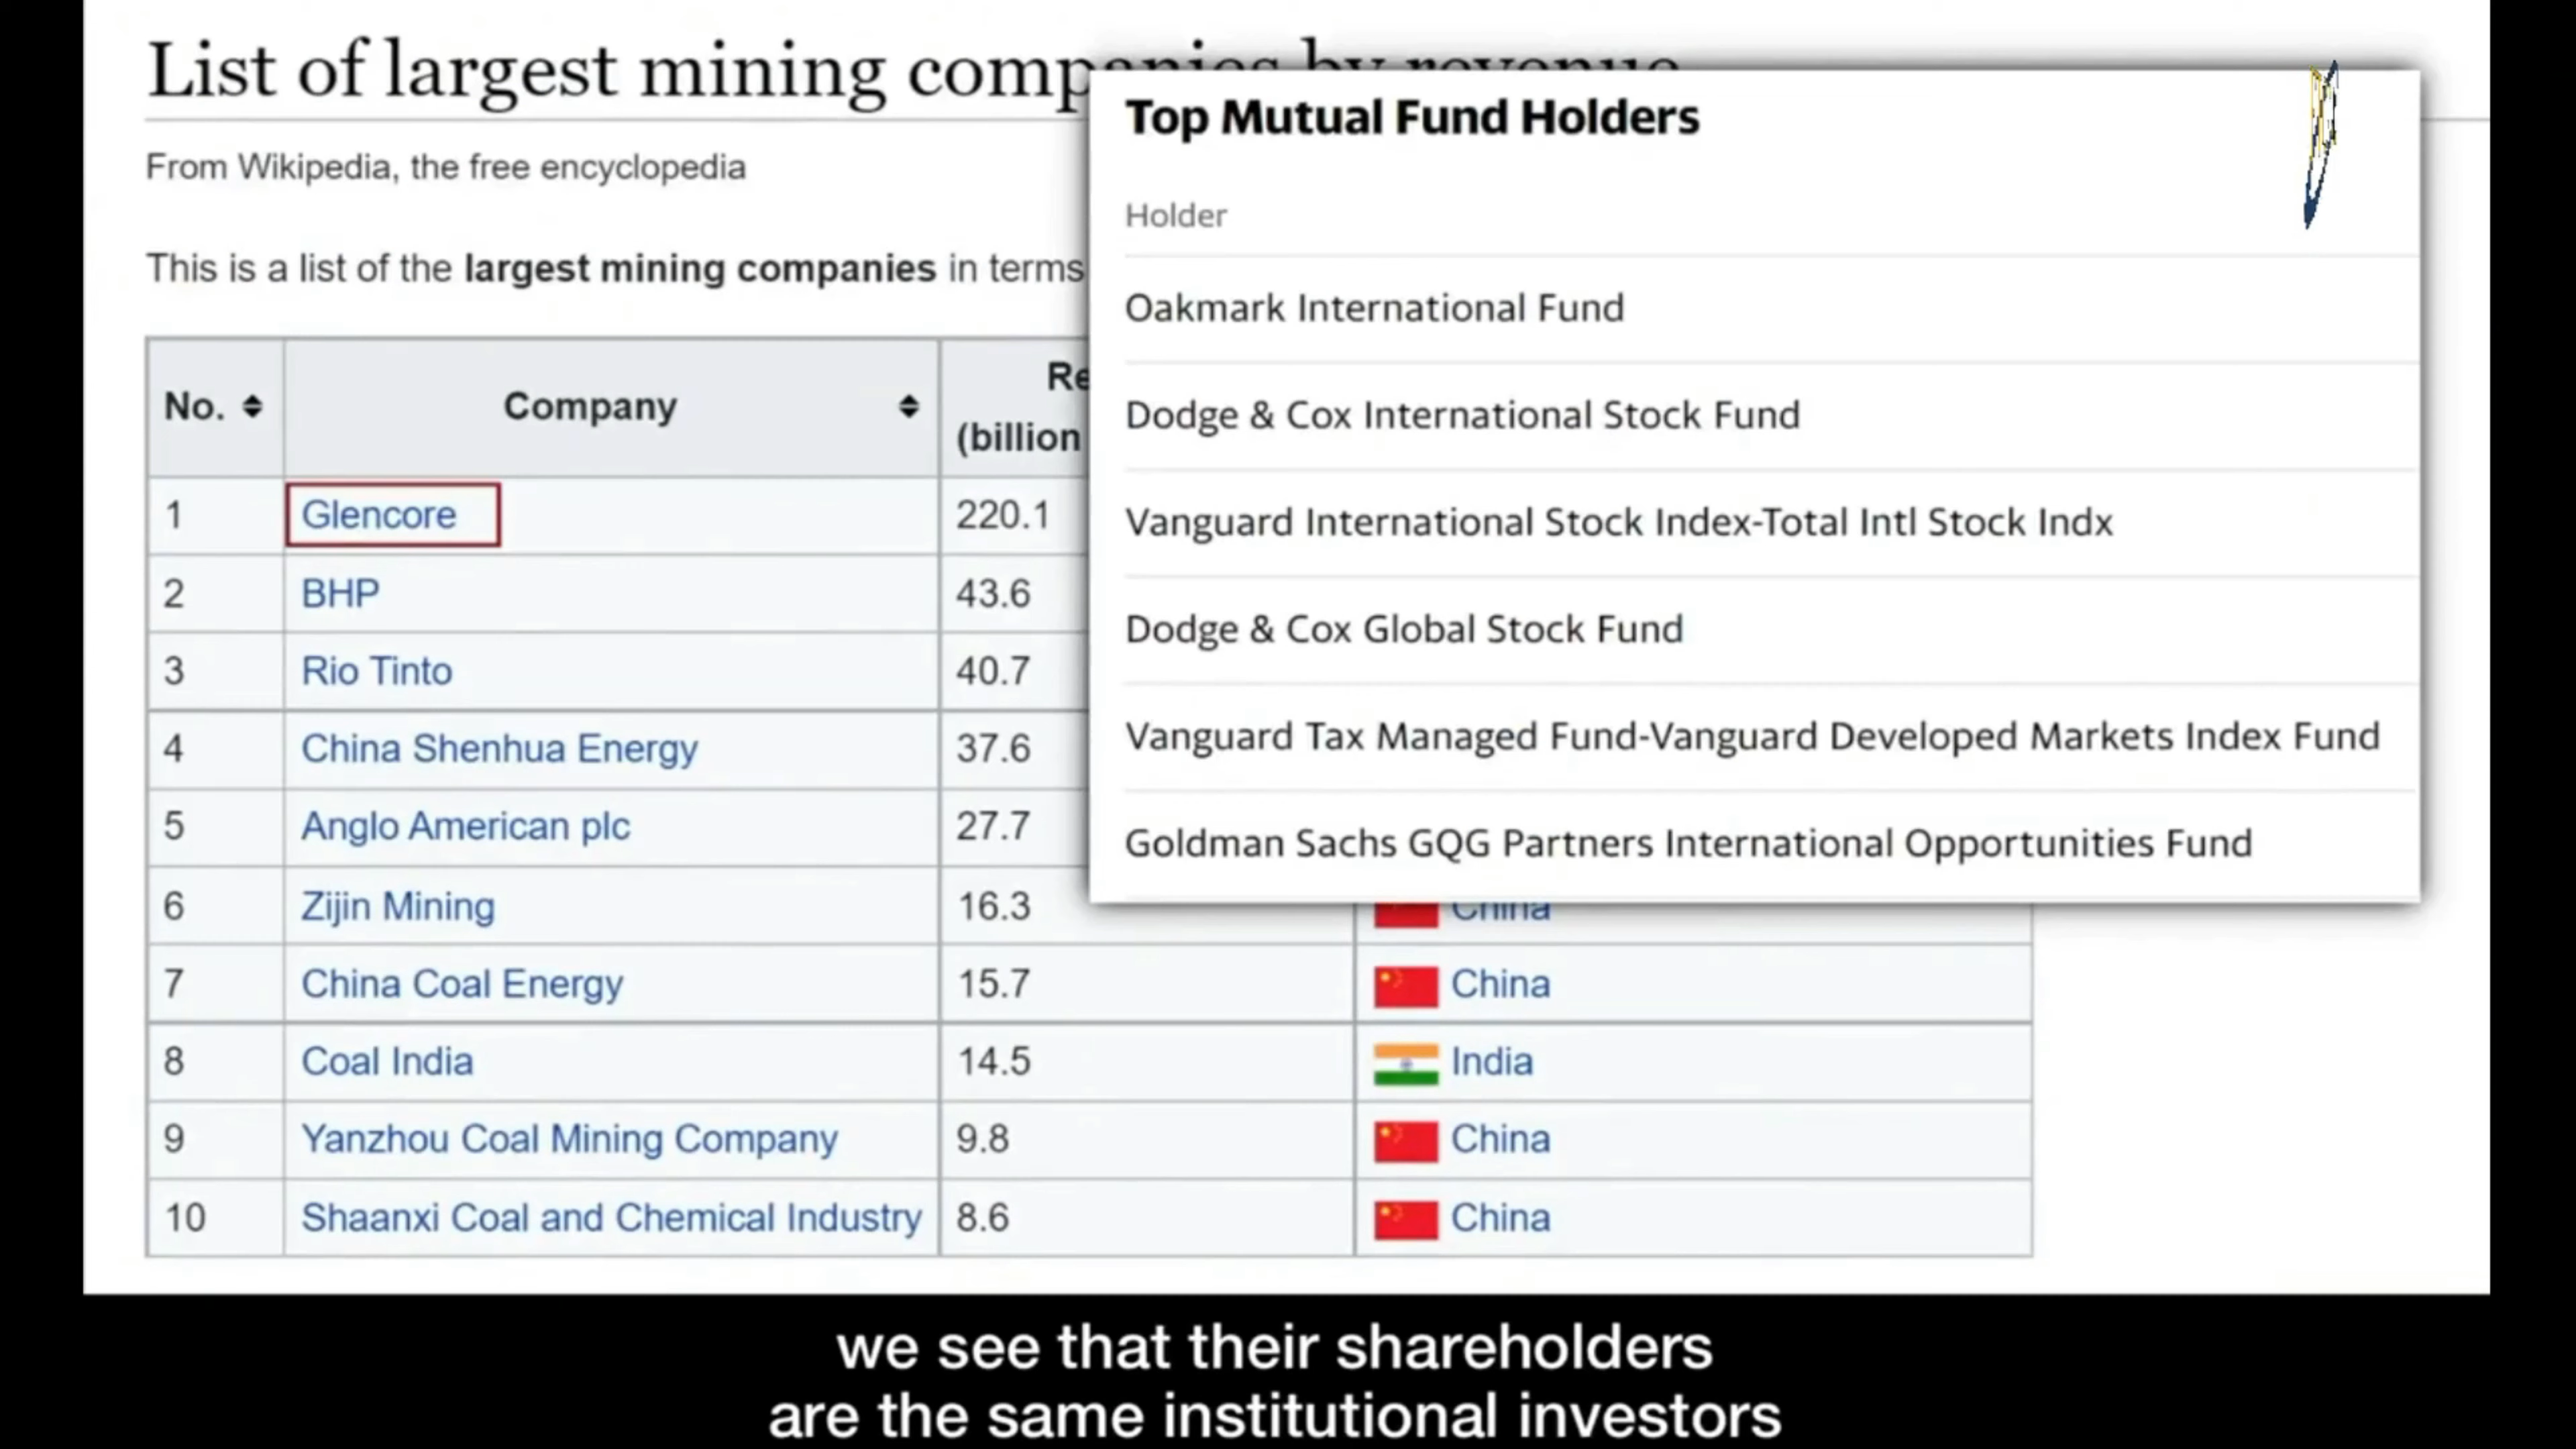 List of largest mining companies by revenue
From Wikipedia, the free encyclopedia
This is a list of the largest mining companies in terms
No.
Company
Re
(billion
1 Glencore 220.1
2 BHP 43.6
3 Rio Tinto 40.7
4 China Shenhua Energy 37.6
5 Anglo American plc 27.7
6 Zijin Mining 16.3 China
7 China Coal Energy 15.7 China
8 Coal India 14.5 India
9 Yanzhou Coal Mining Company 9.8 China
10 Shaanxi Coal and Chemical Industry 8.6 China
Top Mutual Fund Holders
Holder
Oakmark International Fund
Dodge & Cox International Stock Fund
Vanguard International Stock Index-Total Intl Stock Indx
Dodge & Cox Global Stock Fund
Vanguard Tax Managed Fund-Vanguard Developed Markets Index Fund
Goldman Sachs GQG Partners International Opportunities Fund
we see that their shareholders
are the same institutional investors